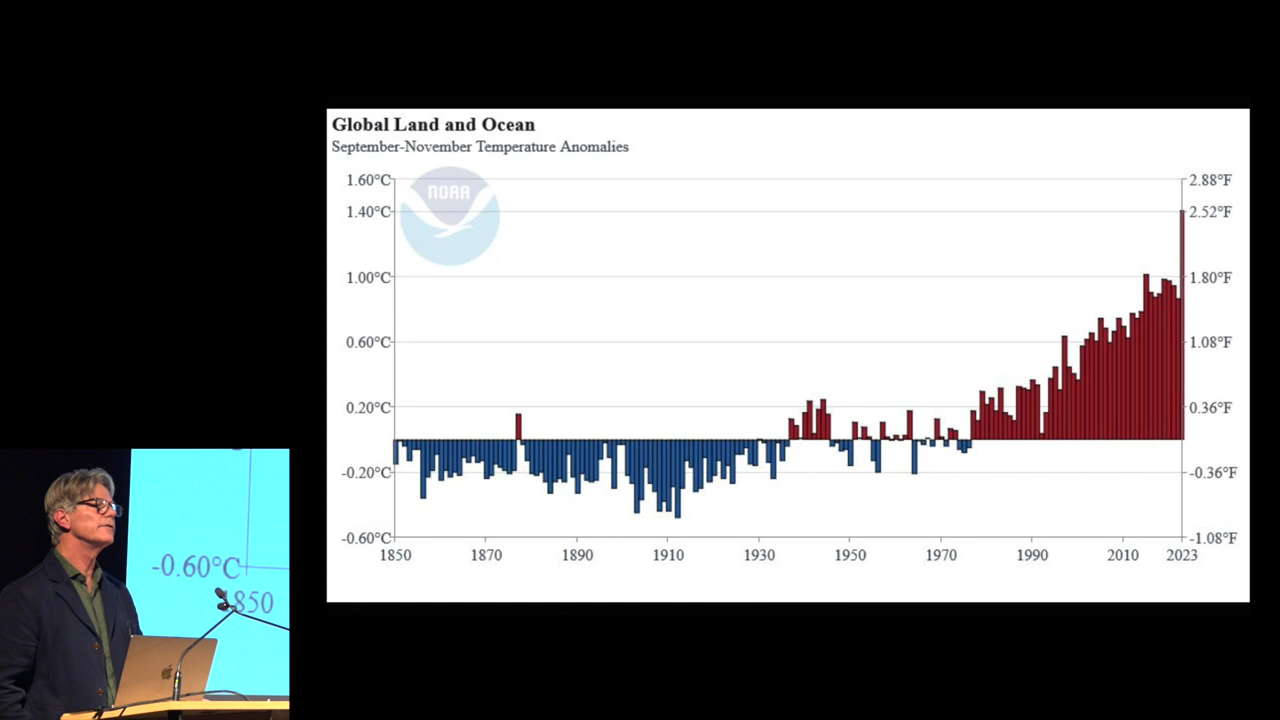 Global Land and Ocean
September-November Temperature Anomalies
NOAA
1.60°C 2.88°F
1.40°C 2.52°F
1.00°C 1.80°F
0.60°C 1.08°F
0.20°C 0.36°F
-0.20°C -0.36°F
-0.60°C -1.08°F
1850 1870 1890 1910 1930 1950 1970 1990 2010 2023
-0.60°C
1850